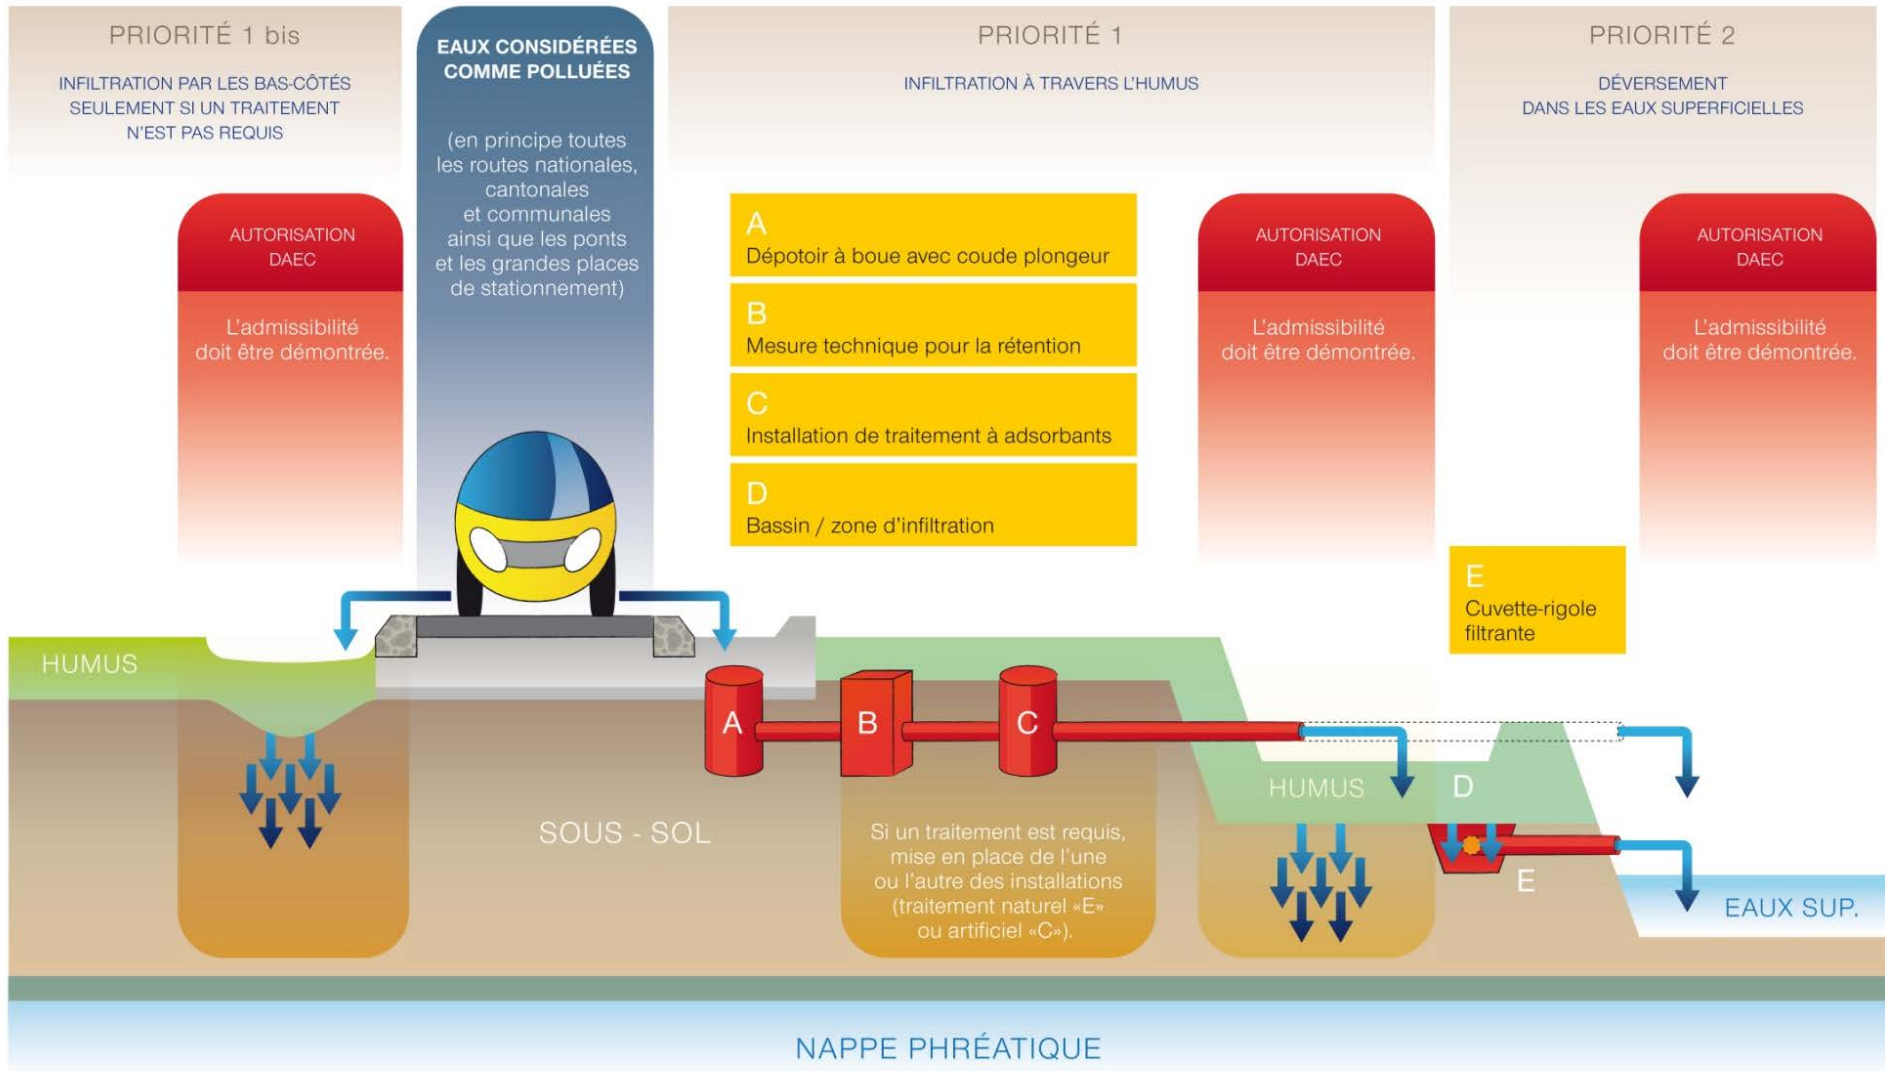 PRIORITÉ 1 bis
INFILTRATION PAR LES BAS-CÔTÉS
SEULEMENT SI UN TRAITEMENT
N'EST PAS REQUIS
AUTORISATION
DAEC
L'admissibilité
doit être démontrée.
EAUX CONSIDÉRÉES
COMME POLLUÉES
(en principe toutes
les routes nationales,
cantonales
et communales
ainsi que les ponts
et les grandes places
de stationnement)
PRIORITÉ 1
INFILTRATION À TRAVERS L'HUMUS
A
Dépotoir à boue avec coude plongeur
B
Mesure technique pour la rétention
C
Installation de traitement à adsorbants
D
Bassin / zone d'infiltration
AUTORISATION
DAEC
L'admissibilité
doit être démontrée.
PRIORITÉ 2
DÉVERSEMENT
DANS LES EAUX SUPERFICIELLES
AUTORISATION
DAEC
L'admissibilité
doit être démontrée.
E
Cuvette-rigole
filtrante
HUMUS
A
B
C
HUMUS
D
E
SOUS - SOL
Si un traitement est requis,
mise en place de l'une
ou l'autre des installations
(traitement naturel «E»
ou artificiel «C»).
EAUX SUP.
NAPPE PHRÉATIQUE